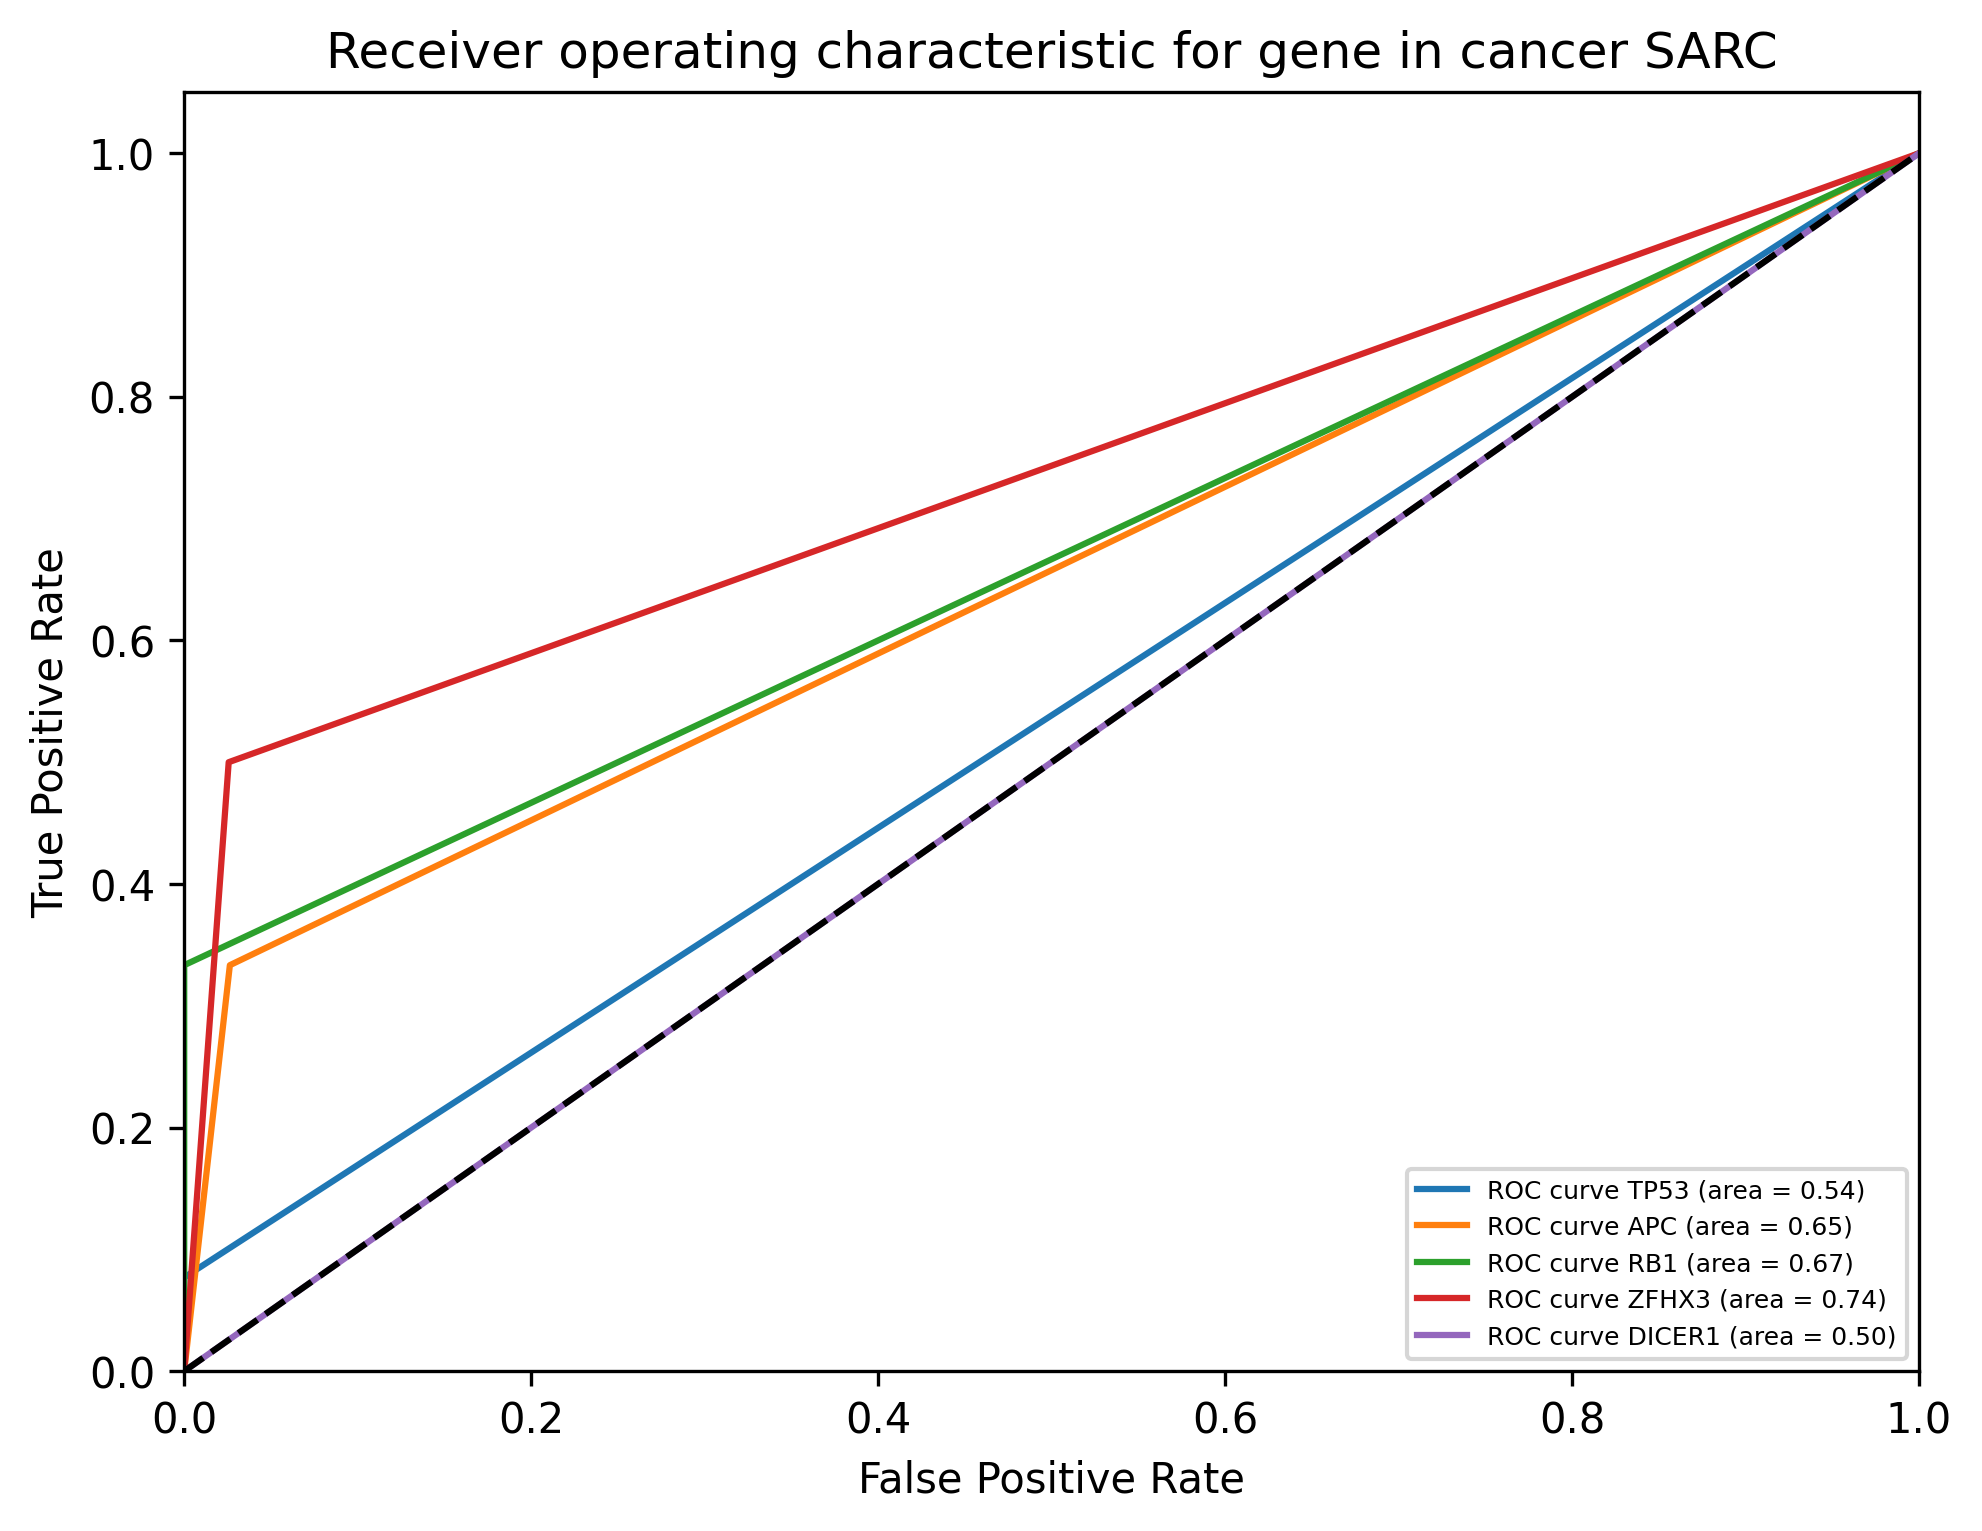 Receiver operating characteristic for gene in cancer SARC
True Positive Rate
1.0
0.8
0.6
0.4
0.2
0.0
ROC curve TP53 (area = 0.54)
ROC curve APC (area = 0.65)
ROC curve RB1 (area = 0.67)
ROC curve ZFHX3 (area = 0.74)
ROC curve DICER1 (area = 0.50)
0.0 0.2 0.4 0.6 0.8 1.0
False Positive Rate